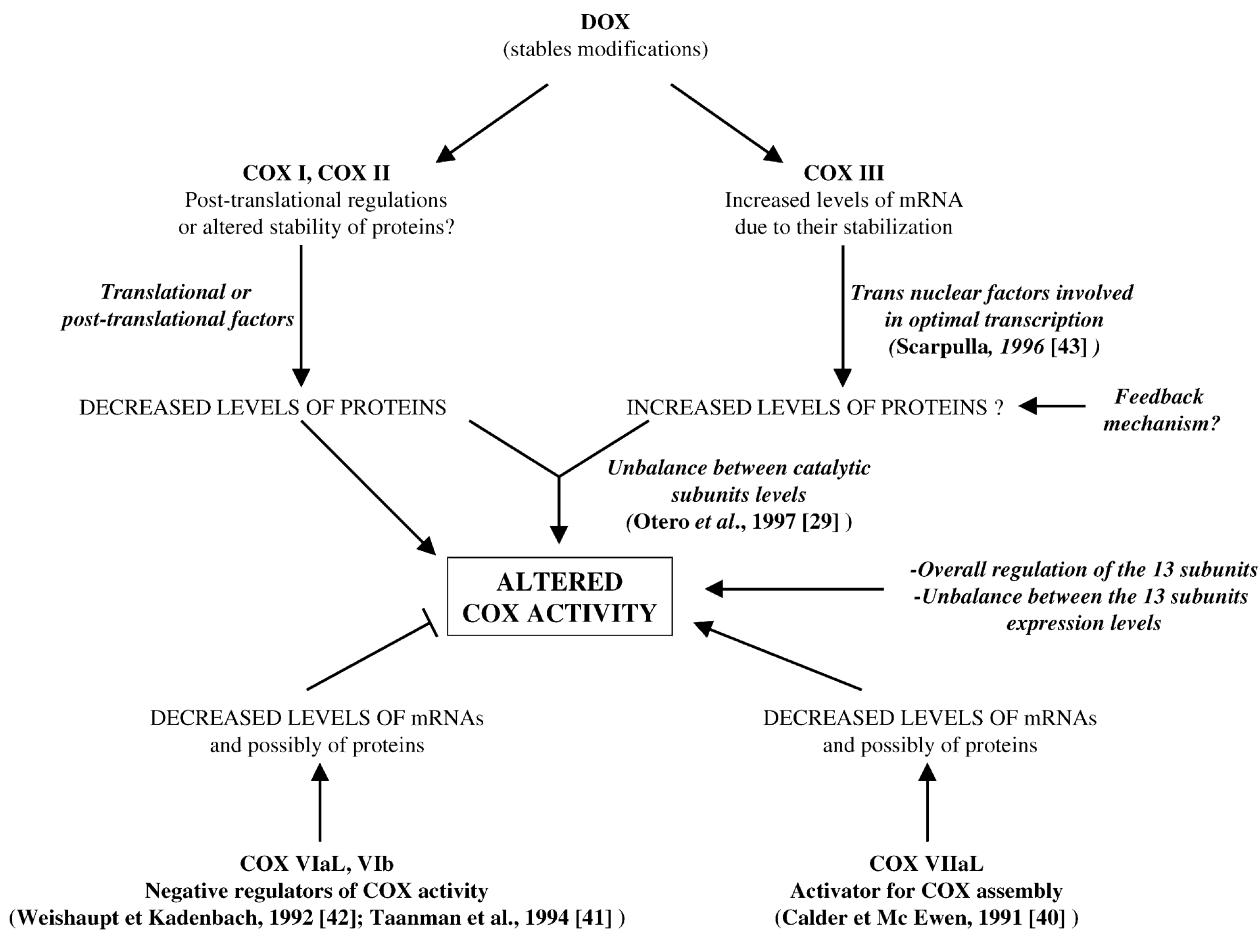 DOX
(stables modifications)
COX I, COX II
Post-translational regulations
or altered stability of proteins?
COX III
Increased levels of mRNA
due to their stabilization
Translational or
post-translational factors
Trans nuclear factors involved
in optimal transcription
(Scarpulla, 1996 [43] )
DECREASED LEVELS OF PROTEINS
INCREASED LEVELS OF PROTEINS ?
Feedback
mechanism?
Unbalance between catalytic
subunits levels
(Otero et al., 1997 [29] )
ALTERED
COX ACTIVITY
-Overall regulation of the 13 subunits
-Unbalance between the 13 subunits
expression levels
DECREASED LEVELS OF mRNAs
and possibly of proteins
DECREASED LEVELS OF mRNAs
and possibly of proteins
COX VIaL, VIb
Negative regulators of COX activity
(Weishaupt et Kadenbach, 1992 [42]; Taanman et al., 1994 [41] )
COX VIIaL
Activator for COX assembly
(Calder et Mc Ewen, 1991 [40] )